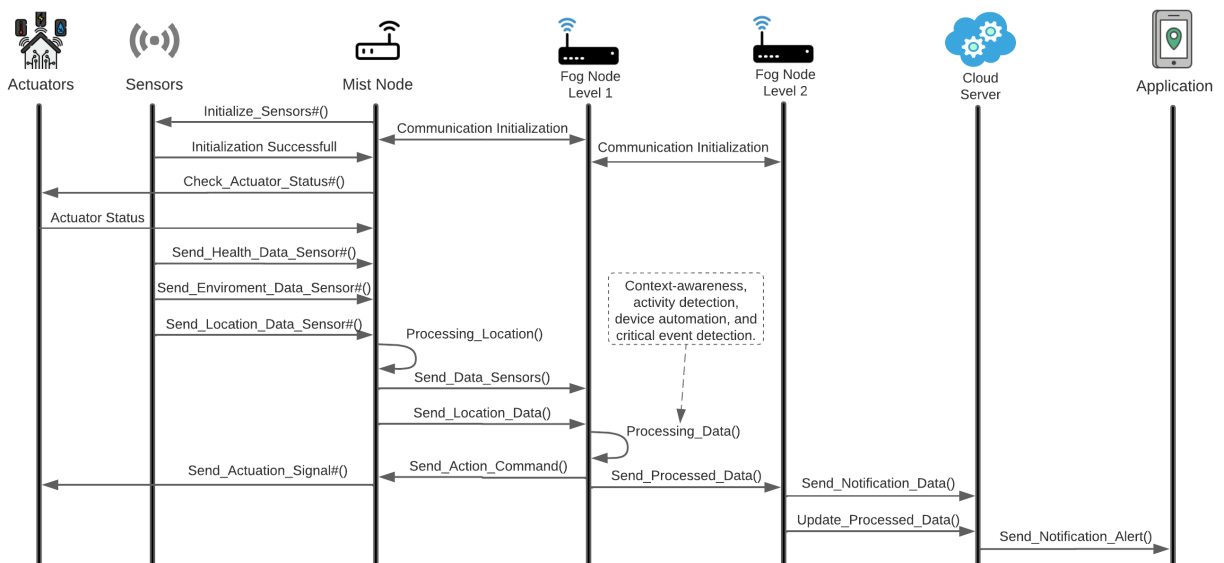 Actuators
Sensors
Mist Node
Fog Node
Level 1
Fog Node
Level 2
Cloud
Server
Application
Initialize_Sensors#()
Communication Initialization
Initialization Successfull
Communication Initialization
Check_Actuator_Status#()
Actuator Status
Send_Health_Data_Sensor#()
Send_Enviroment_Data_Sensor#()
Context-awareness,
activity detection,
device automation, and
critical event detection.
Send_Location_Data_Sensor#()
Processing_Location()
Send_Data_Sensors()
Send_Location_Data()
Processing_Data()
Send_Actuation_Signal#()
Send_Action_Command()
Send_Processed_Data()
Send_Notification_Data()
Update_Processed_Data()
Send_Notification_Alert()